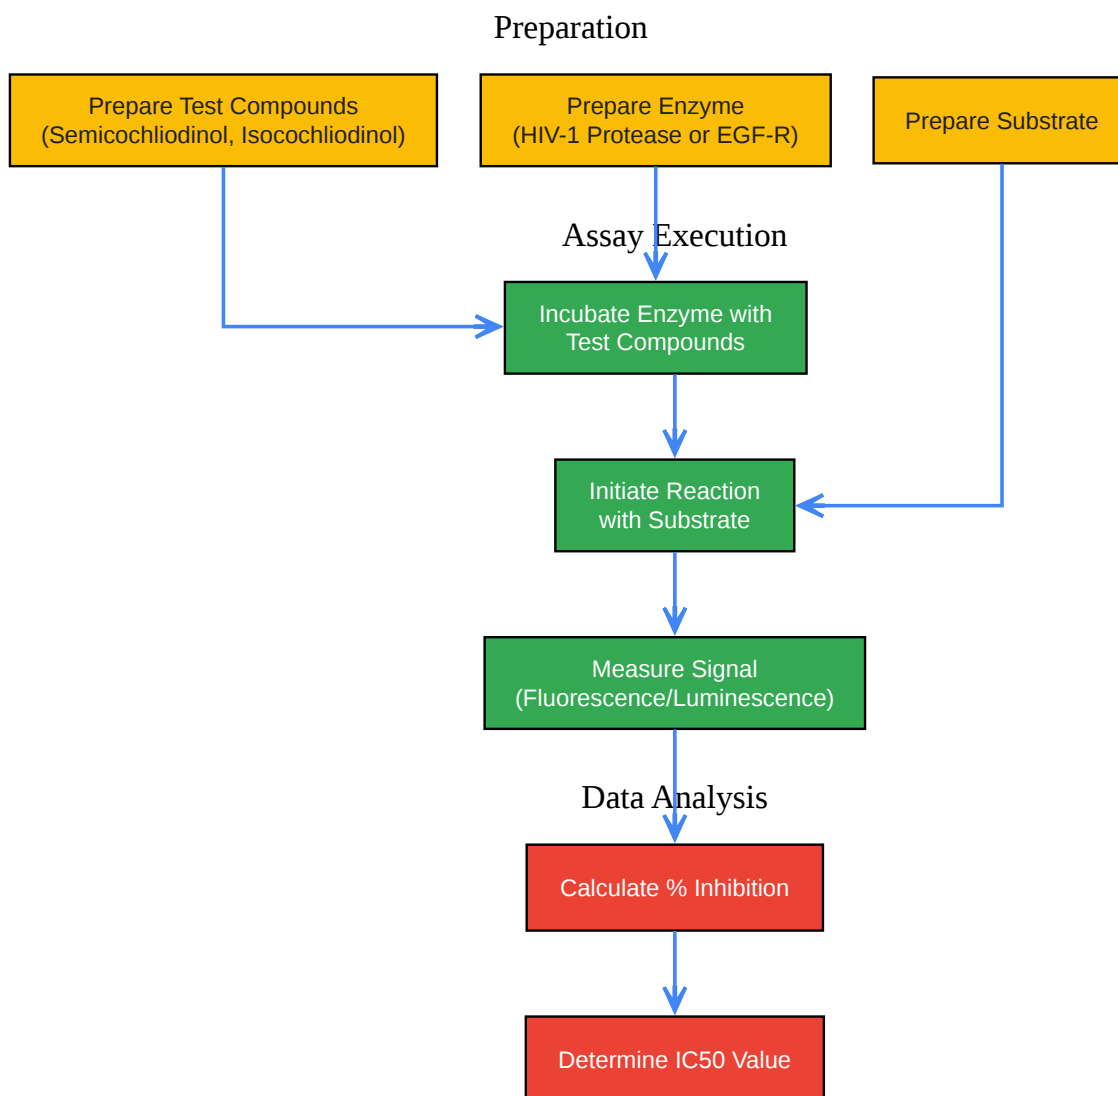 Preparation
Prepare Test Compounds
(Semicochliodinol, Isocochliodinol)
Prepare Enzyme
(HIV-1 Protease or EGF-R)
Prepare Substrate
Assay Execution
Incubate Enzyme with
Test Compounds
Initiate Reaction
with Substrate
Measure Signal
(Fluorescence/Luminescence)
Data Analysis
Calculate % Inhibition
Determine IC50 Value